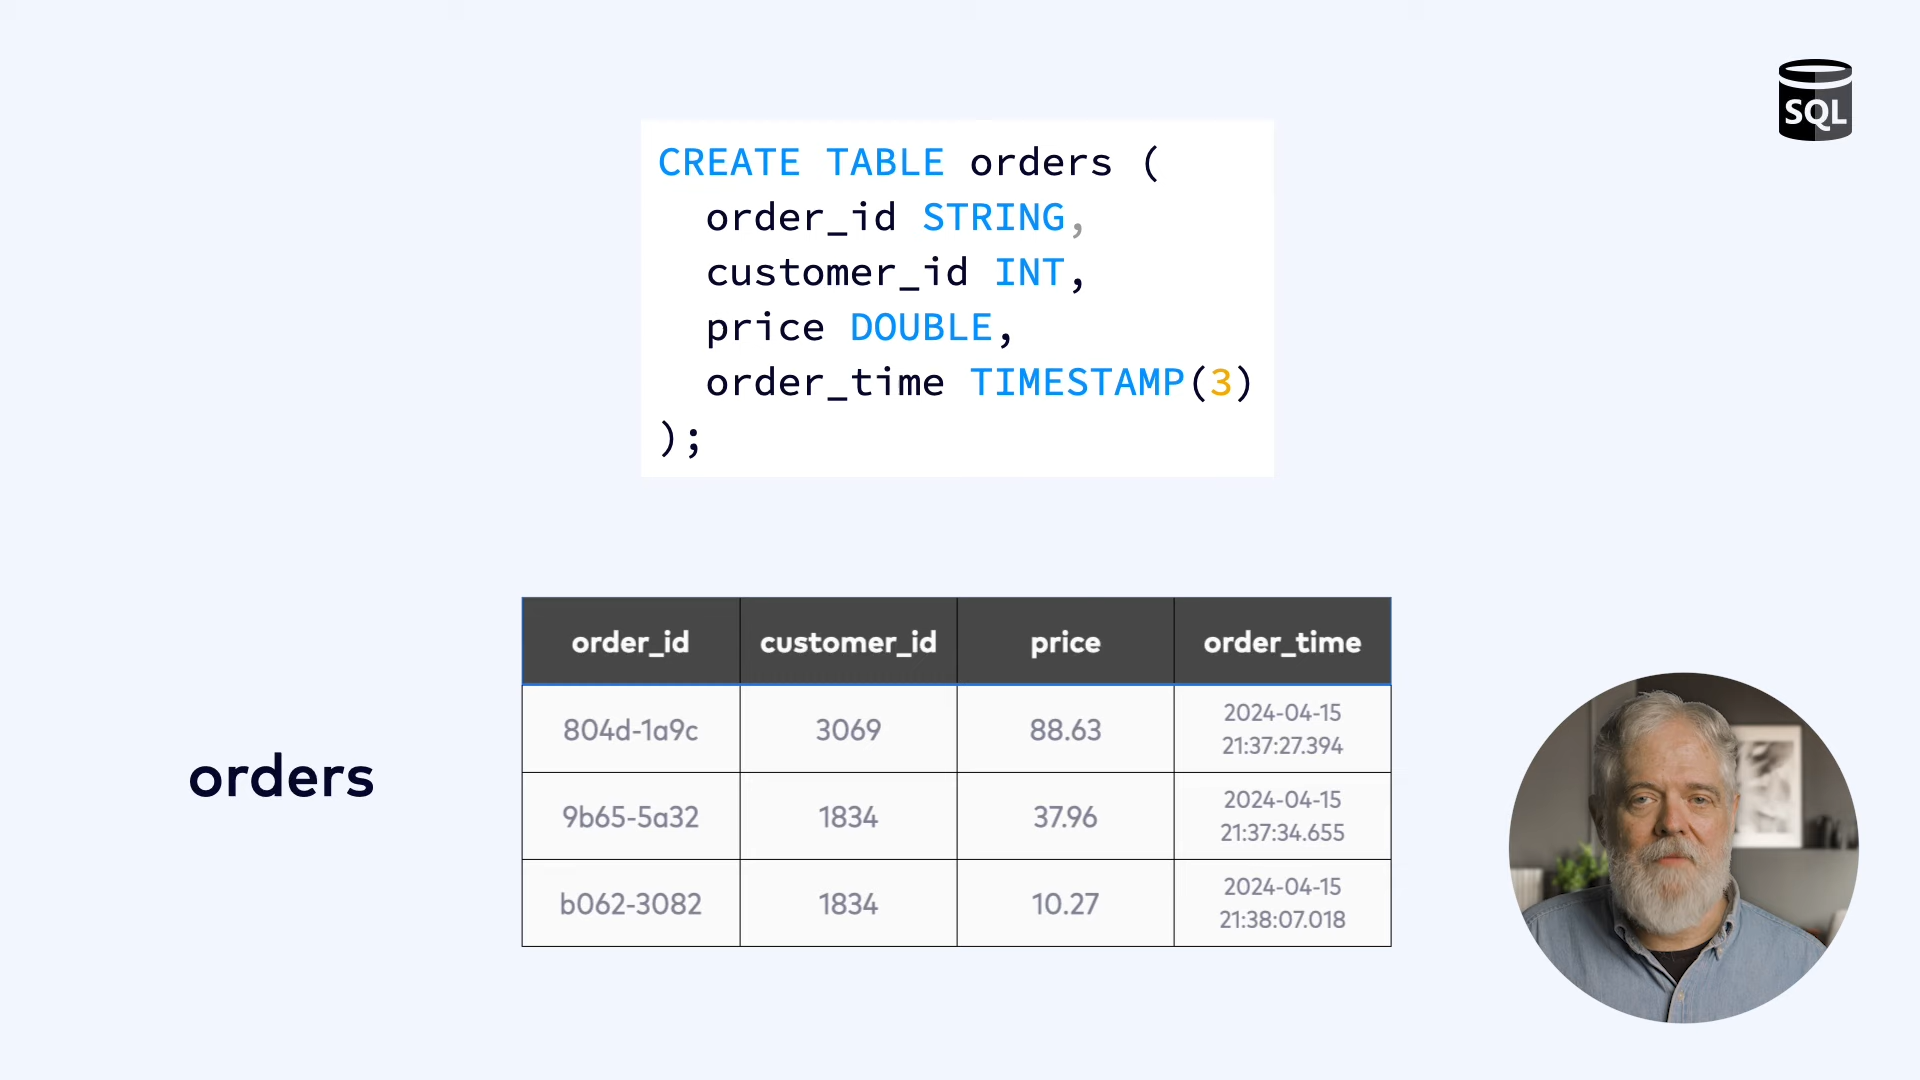 SQL
CREATE TABLE orders (
order_id STRING,
customer_id INT,
price DOUBLE,
order_time TIMESTAMP(3)
);
orders
order_id customer_id price order_time
804d-1a9c 3069 88.63 2024-04-15 21:37:27.394
9b65-5a32 1834 37.96 2024-04-15 21:37:34.655
b062-3082 1834 10.27 2024-04-15 21:38:07.018